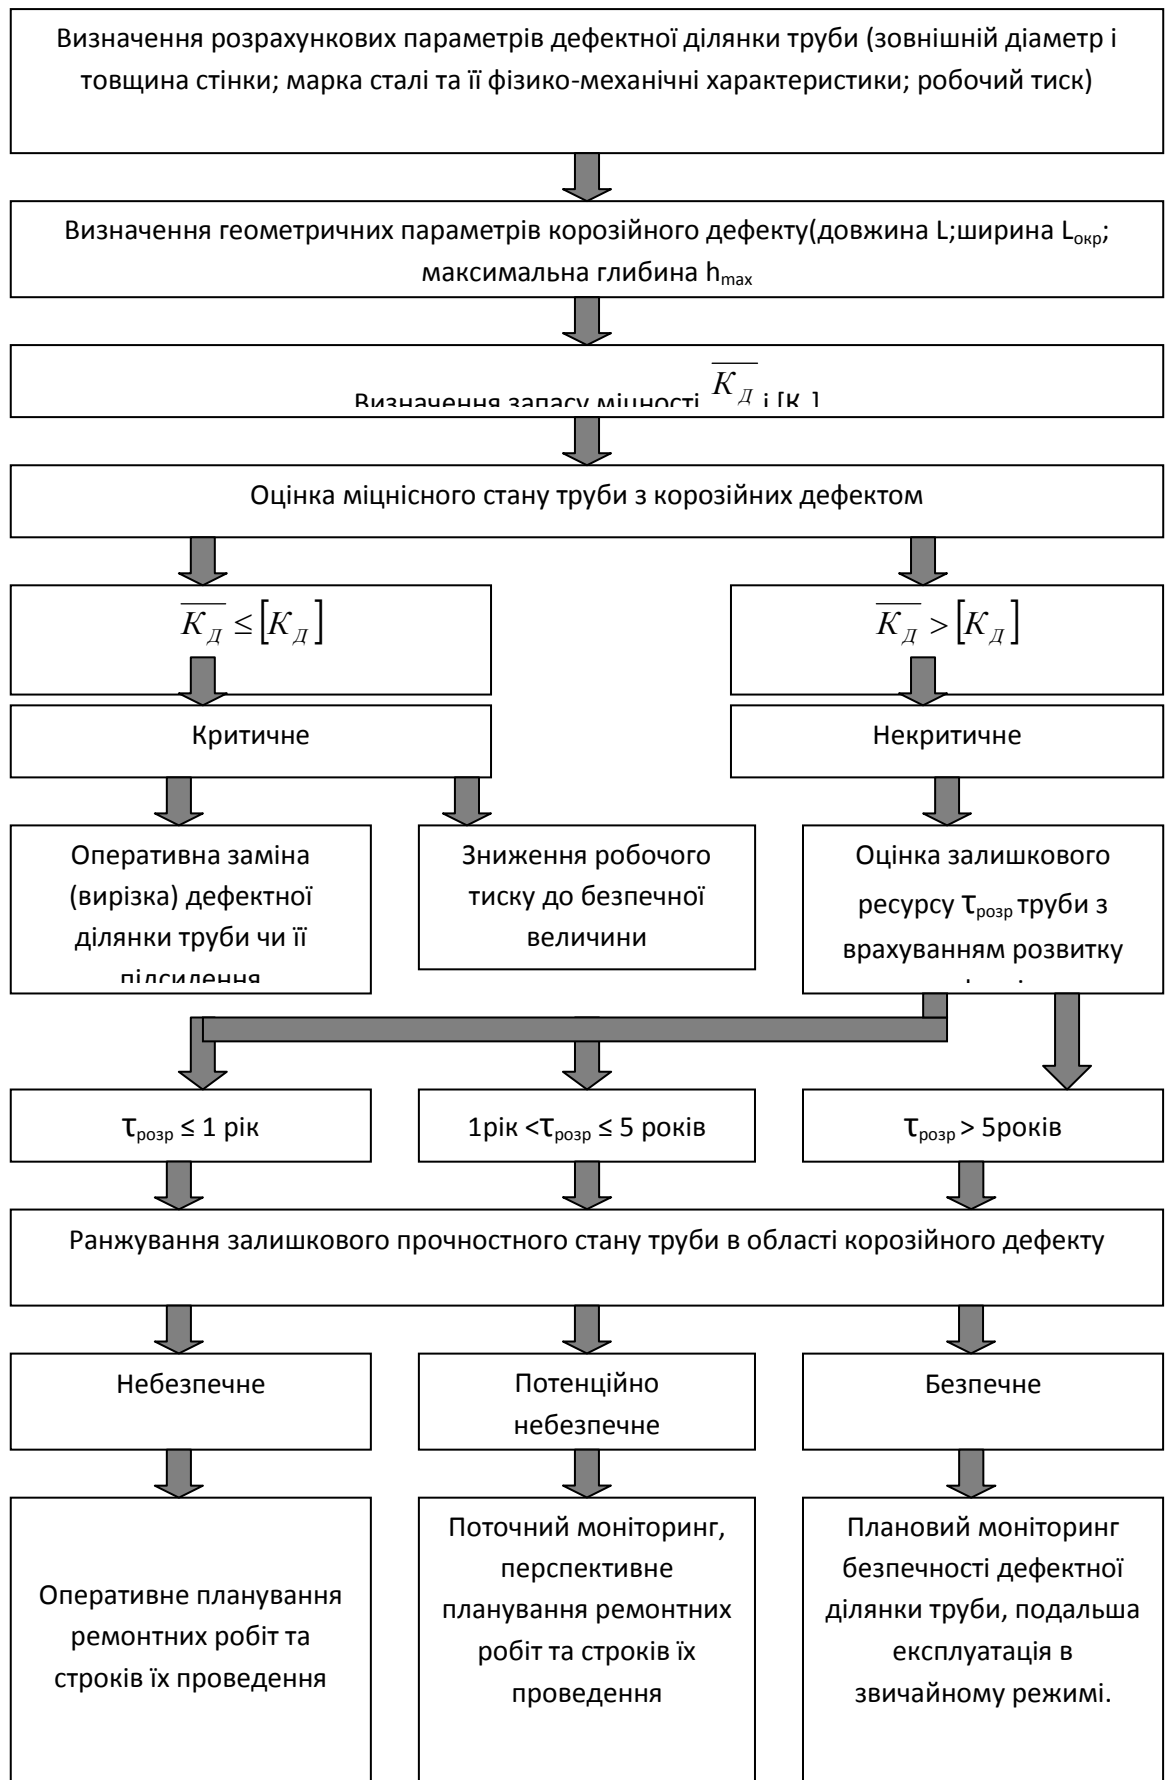 Визначення розрахункових параметрів дефектної ділянки труби (зовнішній діаметр і
товщина стінки; марка сталі та її фізико-механічні характеристики; робочий тиск)
Визначення геометричних параметрів корозійного дефекту(довжина L;ширина Lокр;
максимальна глибина hmax
Визначення запасу міцності K̅Д і [K
Оцінка міцнісного стану труби з корозійних дефектом
K̅Д ≤ [KД]
K̅Д > [KД]
Критичне
Некритичне
Оперативна заміна
(вирізка) дефектної
ділянки труби чи її
підсилення
Зниження робочого
тиску до безпечної
величини
Оцінка залишкового
ресурсу τрозр труби з
врахуванням розвитку
τрозр ≤ 1 рік
1рік <τрозр ≤ 5 років
τрозр > 5років
Ранжування залишкового прочностного стану труби в області корозійного дефекту
Небезпечне
Потенційно
небезпечне
Безпечне
Оперативне планування
ремонтних робіт та
строків їх проведення
Поточний моніторинг,
перспективне
планування ремонтних
робіт та строків їх
проведення
Плановий моніторинг
безпечності дефектної
ділянки труби, подальша
експлуатація в
звичайному режимі.